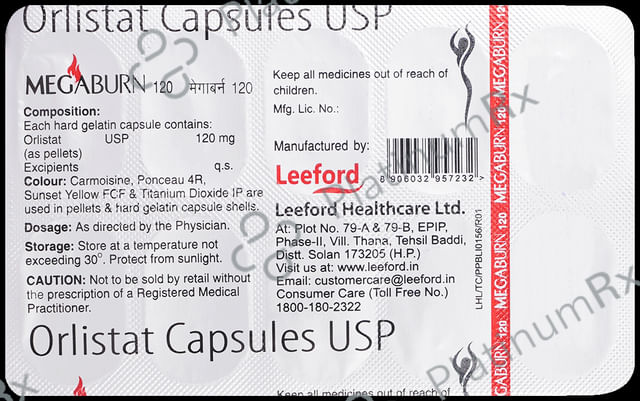 Orlistat Capsules USP
MEGABURN 120 मेगाबर्न 120
Composition:
Each hard gelatin capsule contains:
Orlistat USP 120 mg
(as pellets)
Excipients q.s.
Colour: Carmoisine, Ponceau 4R,
Sunset Yellow FCF & Titanium Dioxide IP are
used in pellets & hard gelatin capsule shells.
Dosage: As directed by the Physician.
Storage: Store at a temperature not
exceeding 30°. Protect from sunlight.
CAUTION: Not to be sold by retail without
the prescription of a Registered Medical
Practitioner.
Keep all medicines out of reach of
children.
Mfg. Lic. No.:
Manufactured by:
Leeford
8 906032 957232 >
Leeford Healthcare Ltd.
At: Plot No. 79-A & 79-B, EPIP,
Phase-II, Vill. Thana, Tehsil Baddi,
Distt. Solan 173205 (H.P.)
Visit us at: www.leeford.in
Email: customercare@leeford.in
Consumer Care (Toll Free No.)
1800-180-2322
LHL/TC/PPBLI0156/R01
MEGABURN 120 MEGABURN 120 MEGABURN 120
Orlistat Capsules USP
Keep all medicines out of reach of
PlatinumRx
PlatinumRx
PlatinumRx